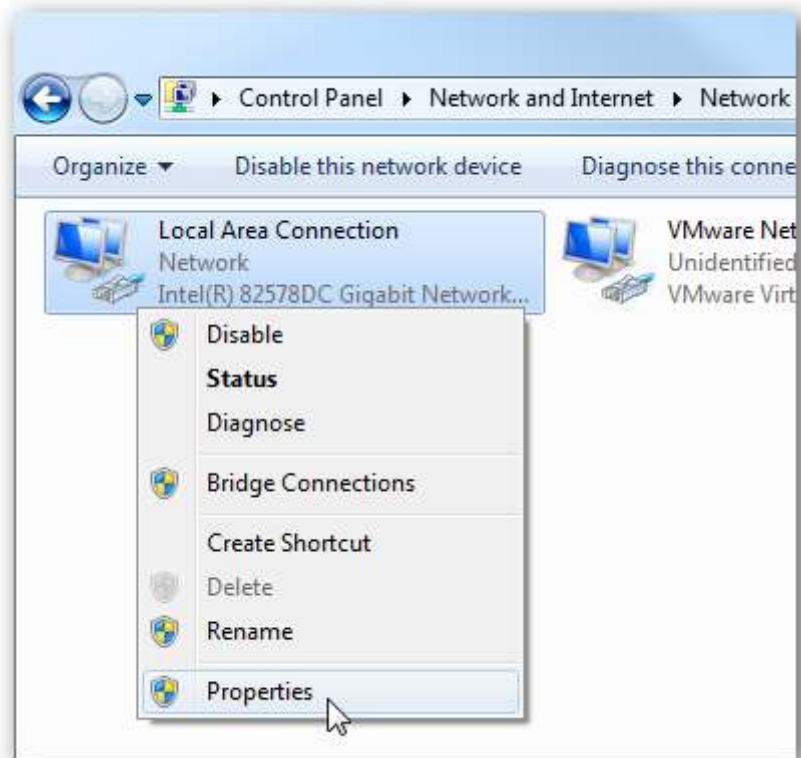 Control Panel Network and Internet Network
Organize Disable this network device Diagnose this conne
Local Area Connection
Network
Intel(R) 82578DC Gigabit Network...
VMware Net
Unidentified
VMware Virt
Disable
Status
Diagnose
Bridge Connections
Create Shortcut
Delete
Rename
Properties